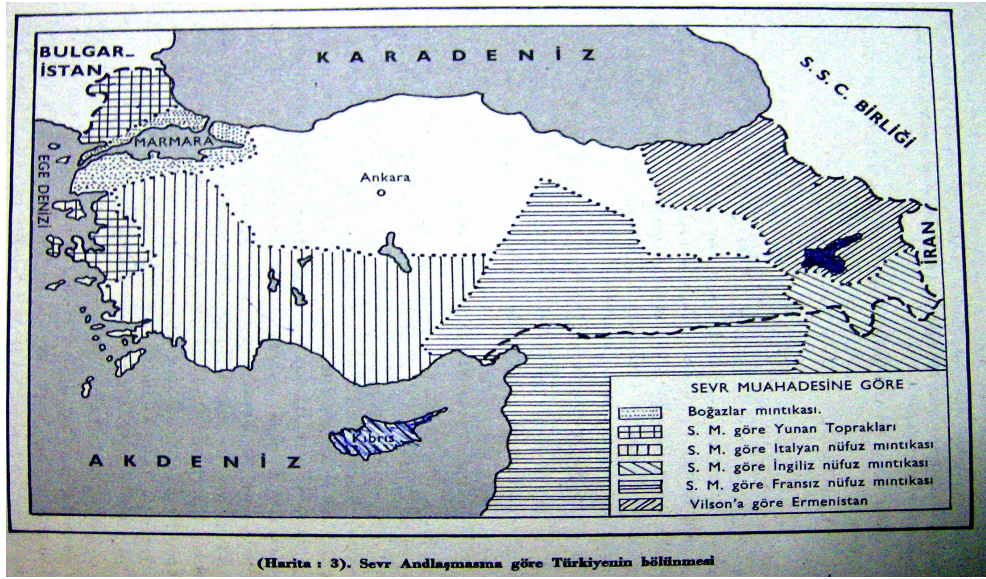 BULGAR-
İSTAN
KARADENİZ
S. S. C. BİRLİĞİ
MARMARA
EGE DENİZİ
Ankara
İRAN
Kıbrıs
AKDENİZ
SEVR MUAHADESİNE GÖRE -
Boğazlar mıntıkası.
S. M. göre Yunan Toprakları
S. M. göre Italyan nüfuz mıntıkası
S. M. göre İngiliz nüfuz mıntıkası
S. M. göre Fransız nüfuz mıntıkası
Vilson'a göre Ermenistan
(Harita : 3). Sevr Andlaşmasına göre Türkiyenin bölünmesi